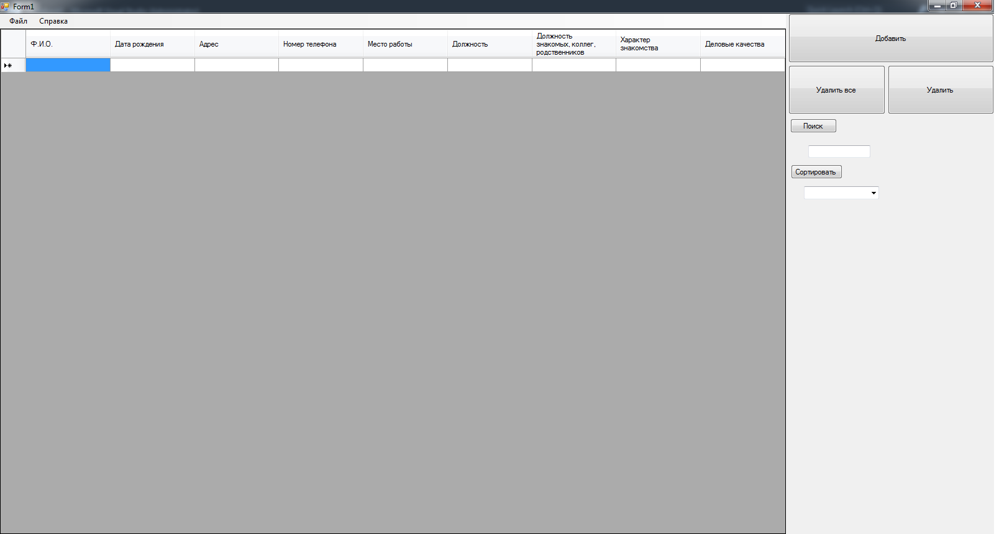 Form1
Файл Справка
Ф.И.О. Дата рождения Адрес Номер телефона Место работы Должность Должность знакомых, коллег, родственников Характер знакомства Деловые качества
Добавить
Удалить все Удалить
Поиск
Сортировать